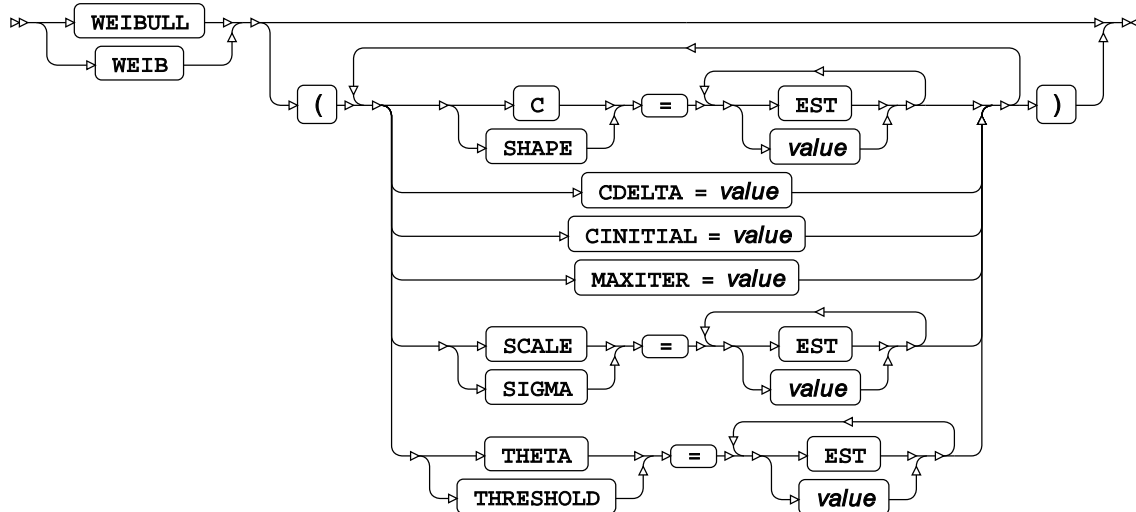 WEIBULL
WEIB
(
C
SHAPE
=
EST
value
)
CDELTA = value
CINITIAL = value
MAXITER = value
SCALE
SIGMA
=
EST
value
THETA
THRESHOLD
=
EST
value